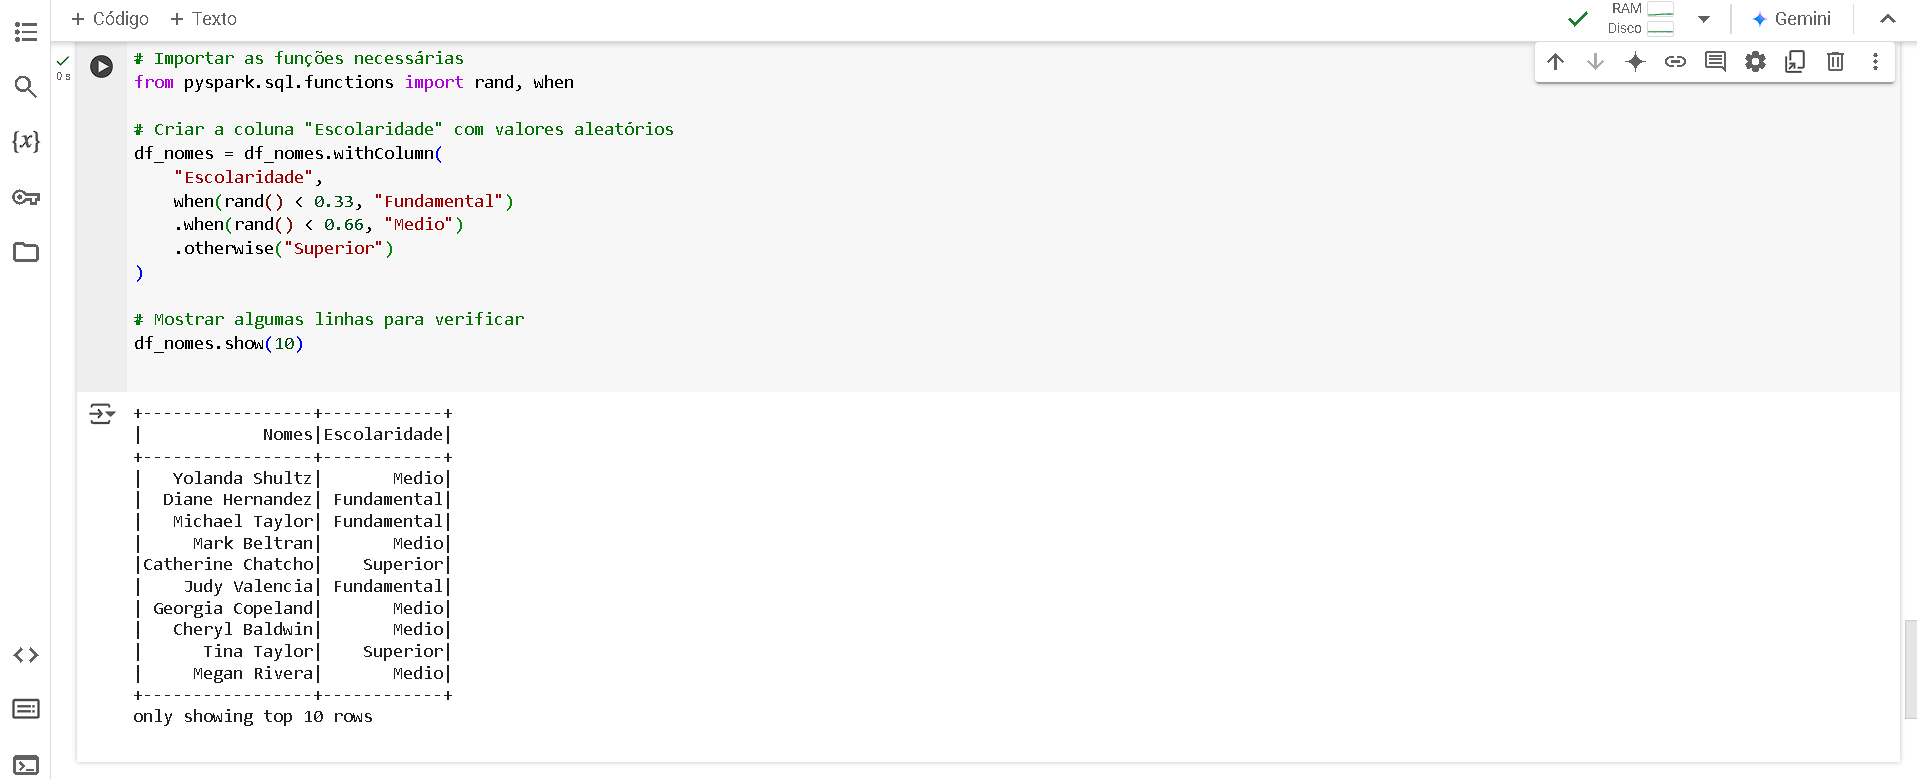 + Código + Texto
RAM
Disco
Gemini
0 s
# Importar as funções necessárias
from pyspark.sql.functions import rand, when
# Criar a coluna "Escolaridade" com valores aleatórios
df_nomes = df_nomes.withColumn(
    "Escolaridade",
    when(rand() < 0.33, "Fundamental")
    .when(rand() < 0.66, "Medio")
    .otherwise("Superior")
)
# Mostrar algumas linhas para verificar
df_nomes.show(10)
{x}
+-----------------+------------+
|            Nomes|Escolaridade|
+-----------------+------------+
|   Yolanda Shultz|       Medio|
|  Diane Hernandez| Fundamental|
|   Michael Taylor| Fundamental|
|     Mark Beltran|       Medio|
|Catherine Chatcho|    Superior|
|    Judy Valencia| Fundamental|
| Georgia Copeland|       Medio|
|   Cheryl Baldwin|       Medio|
|      Tina Taylor|    Superior|
|     Megan Rivera|       Medio|
+-----------------+------------+
only showing top 10 rows